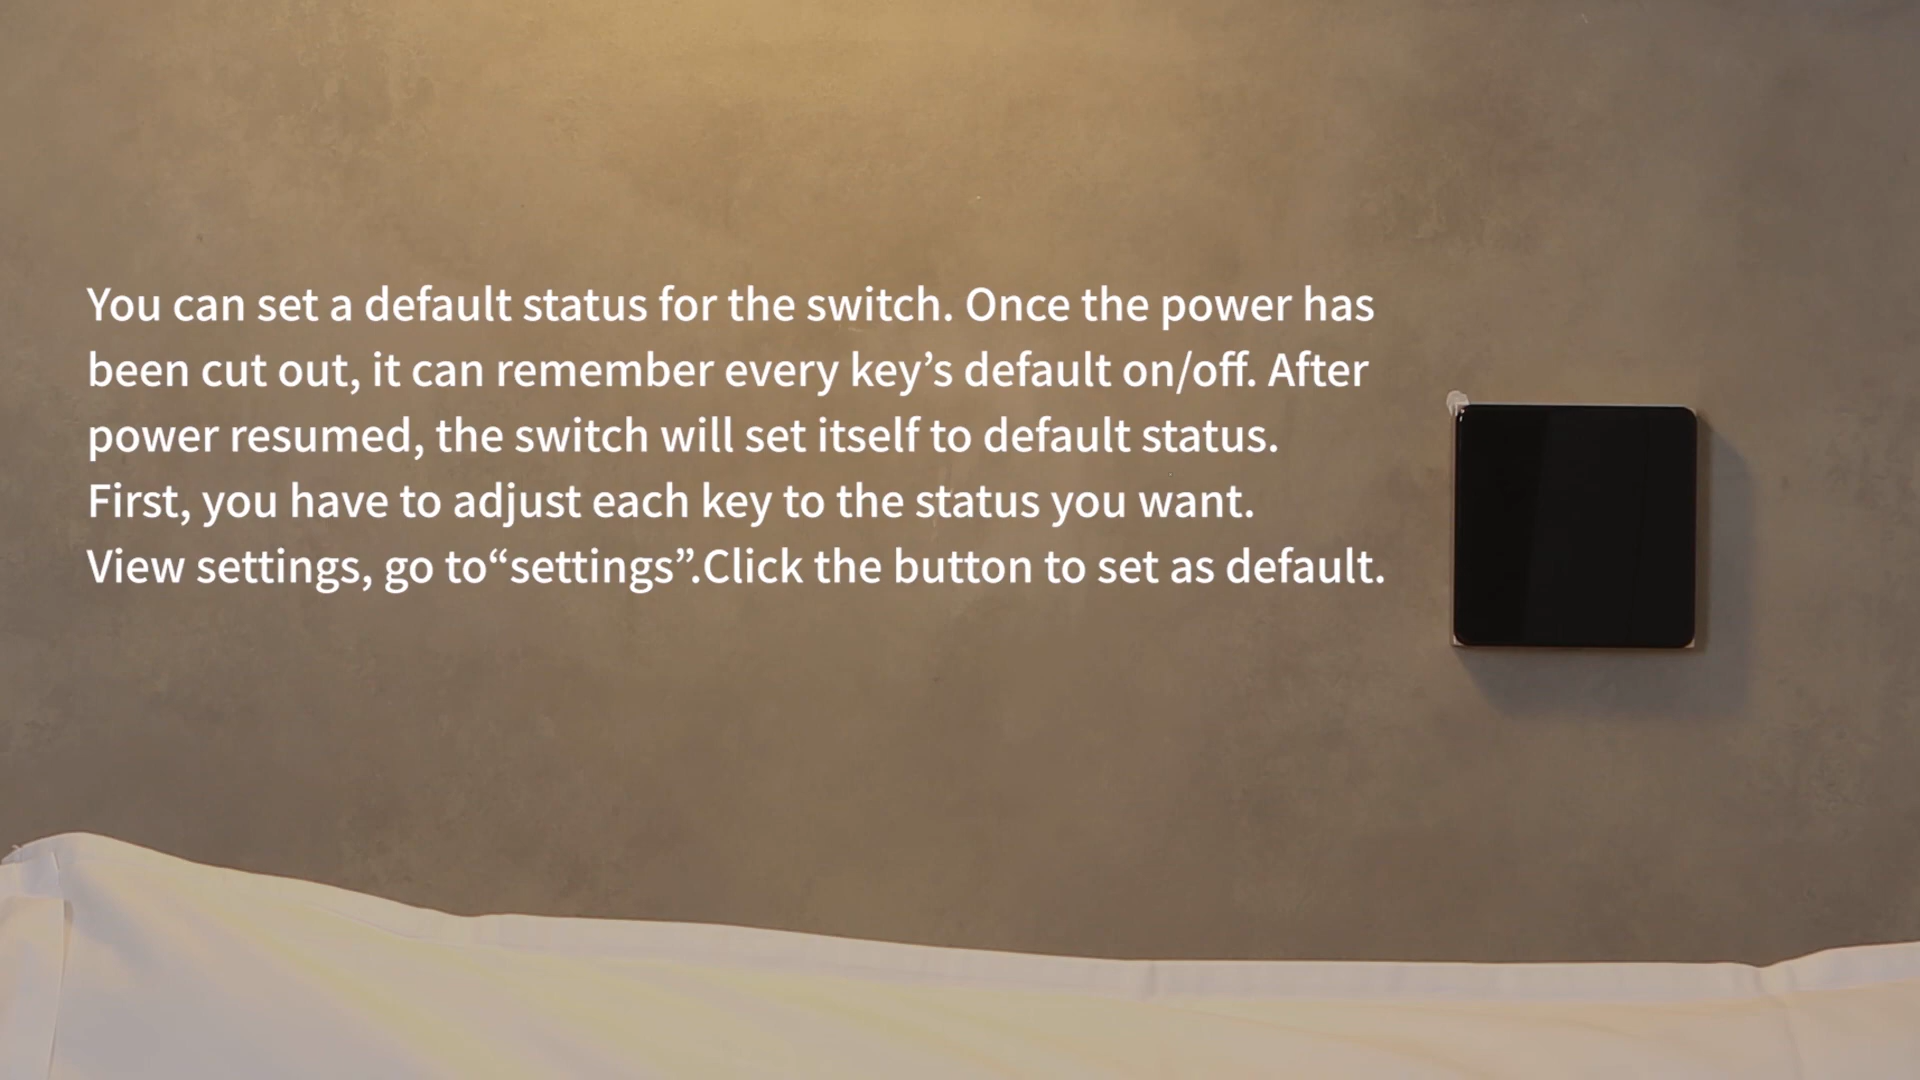 You can set a default status for the switch. Once the power has
been cut out, it can remember every key’s default on/off. After
power resumed, the switch will set itself to default status.
First, you have to adjust each key to the status you want.
View settings, go to“settings”.Click the button to set as default.